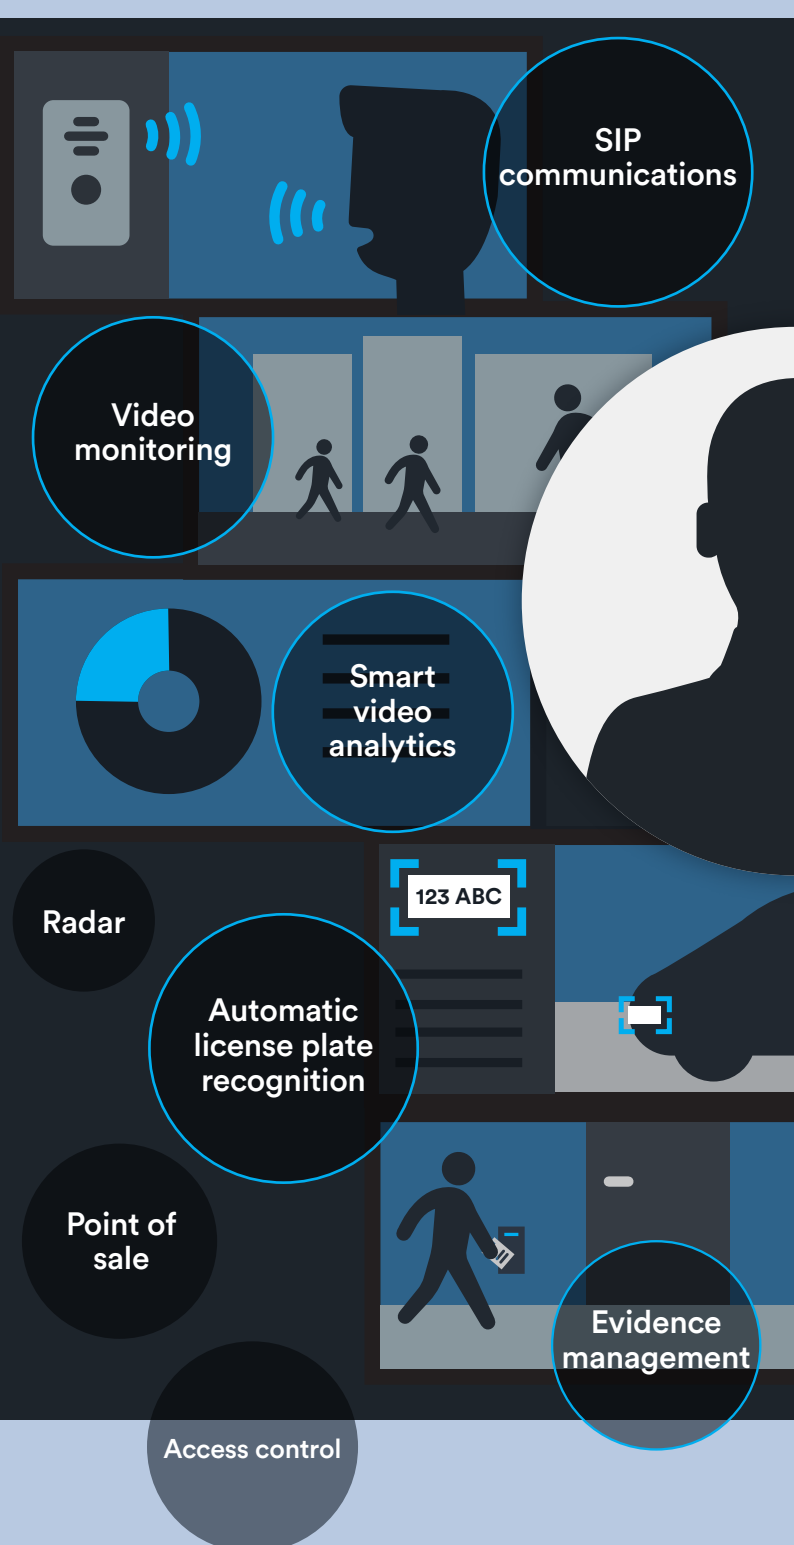 SIP
communications
Video
monitoring
Smart
video
analytics
123 ABC
Radar
Automatic
license plate
recognition
Point of
sale
Evidence
management
Access control